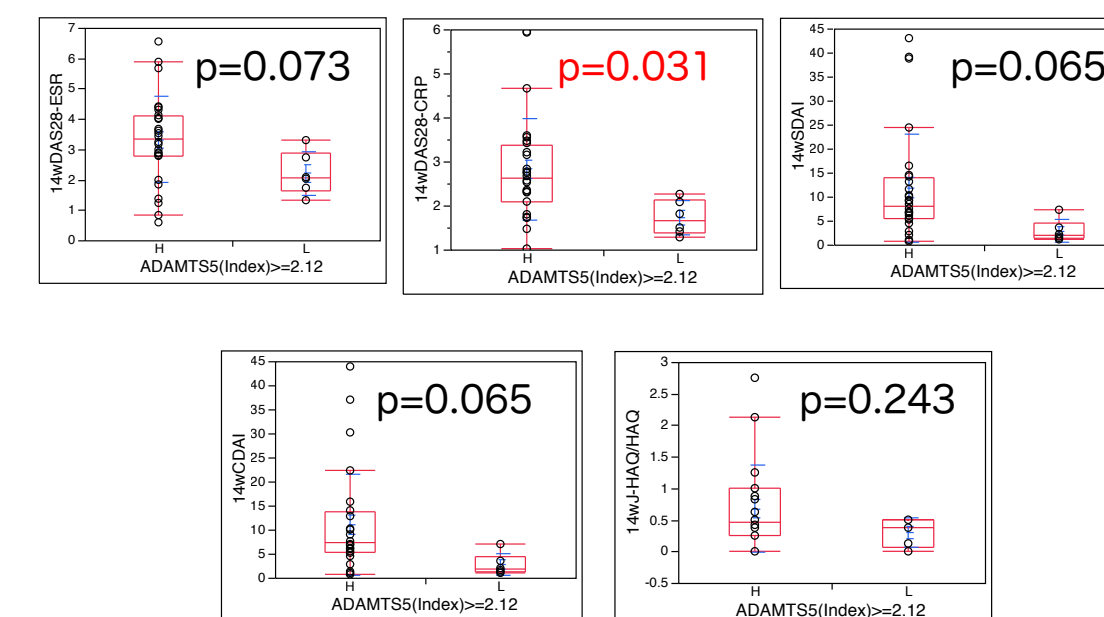 7
6
5
4
3
2
1
0
14wDAS28-ESR
p=0.073
H L
ADAMTS5(Index)>=2.12
6
5
4
3
2
1
14wDAS28-CRP
p=0.031
H L
ADAMTS5(Index)>=2.12
45
40
35
30
25
20
15
10
5
0
14wSDAI
p=0.065
H L
ADAMTS5(Index)>=2.12
45
40
35
30
25
20
15
10
5
0
14wCDAI
p=0.065
H L
ADAMTS5(Index)>=2.12
3
2.5
2
1.5
1
0.5
0
-0.5
14wJ-HAQ/HAQ
p=0.243
H L
ADAMTS5(Index)>=2.12